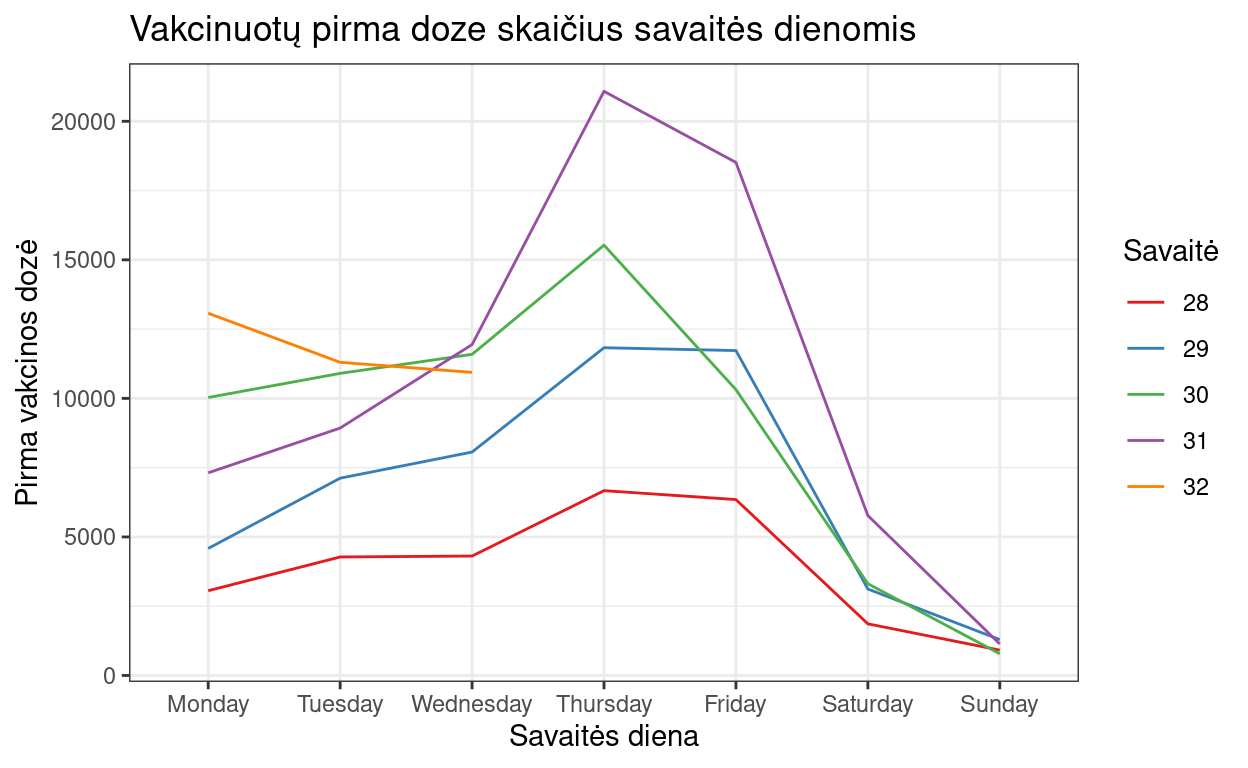 Vakcinuotų pirma doze skaičius savaitės dienomis
Pirma vakcinos dozė
20000
15000
10000
5000
0
Monday Tuesday Wednesday Thursday Friday Saturday Sunday
Savaitės diena
Savaitė
28
29
30
31
32